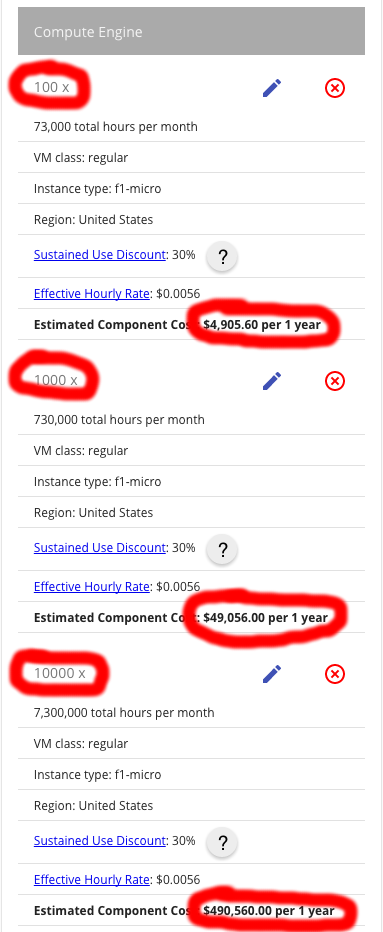 Compute Engine
100 x
73,000 total hours per month
VM class: regular
Instance type: f1-micro
Region: United States
Sustained Use Discount: 30% ?
Effective Hourly Rate: $0.0056
Estimated Component Cos $4,905.60 per 1 year
1000 x
730,000 total hours per month
VM class: regular
Instance type: f1-micro
Region: United States
Sustained Use Discount: 30% ?
Effective Hourly Rate: $0.0056
Estimated Component Cost: $49,056.00 per 1 year
10000 x
7,300,000 total hours per month
VM class: regular
Instance type: f1-micro
Region: United States
Sustained Use Discount: 30% ?
Effective Hourly Rate: $0.0056
Estimated Component Cos $490,560.00 per 1 year